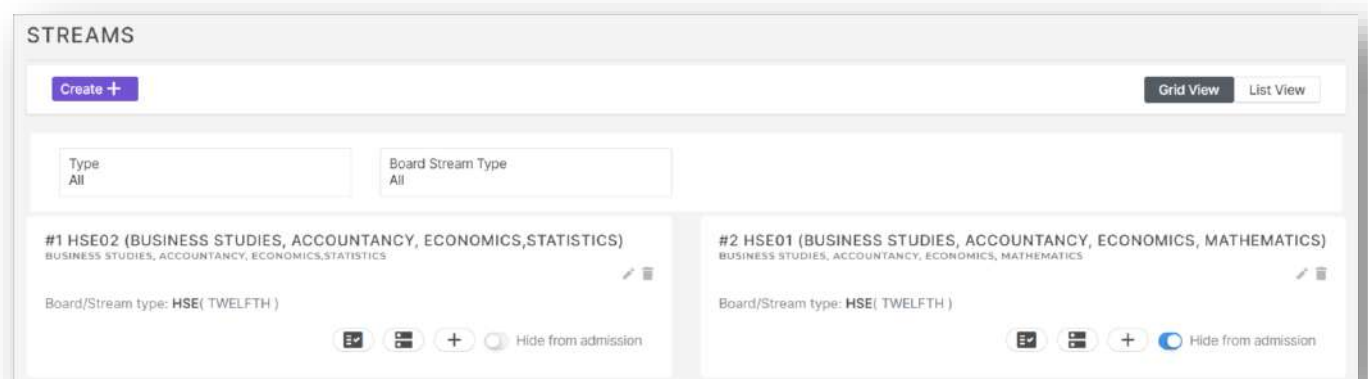 STREAMS
Create +
Grid View
List View
Type
All
Board Stream Type
All
#1 HSE02 (BUSINESS STUDIES, ACCOUNTANCY, ECONOMICS,STATISTICS)
BUSINESS STUDIES, ACCOUNTANCY, ECONOMICS,STATISTICS
Board/Stream type: HSE( TWELFTH )
Hide from admission
#2 HSE01 (BUSINESS STUDIES, ACCOUNTANCY, ECONOMICS, MATHEMATICS)
BUSINESS STUDIES, ACCOUNTANCY, ECONOMICS, MATHEMATICS
Board/Stream type: HSE( TWELFTH )
Hide from admission